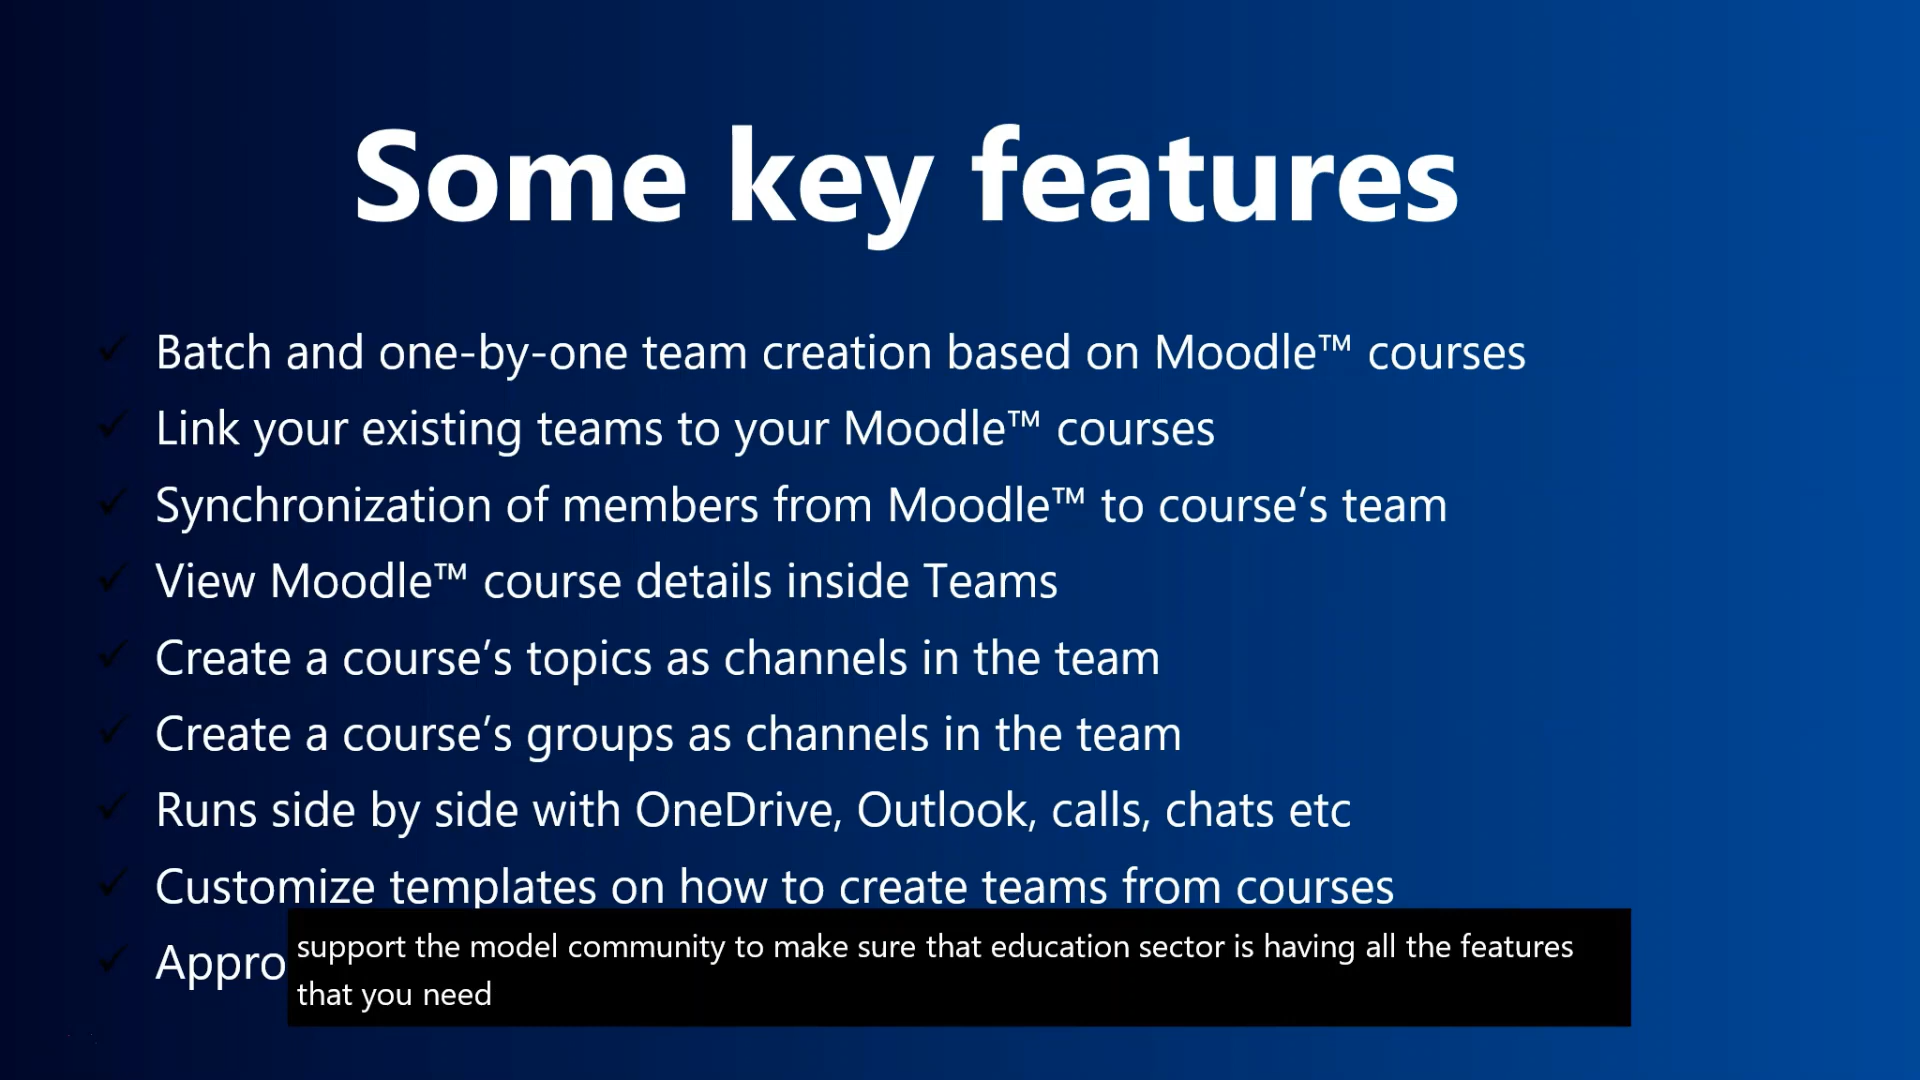 Some key features
Batch and one-by-one team creation based on Moodle™ courses
Link your existing teams to your Moodle™ courses
Synchronization of members from Moodle™ to course’s team
View Moodle™ course details inside Teams
Create a course’s topics as channels in the team
Create a course’s groups as channels in the team
Runs side by side with OneDrive, Outlook, calls, chats etc
Customize templates on how to create teams from courses
support the model community to make sure that education sector is having all the features
that you need